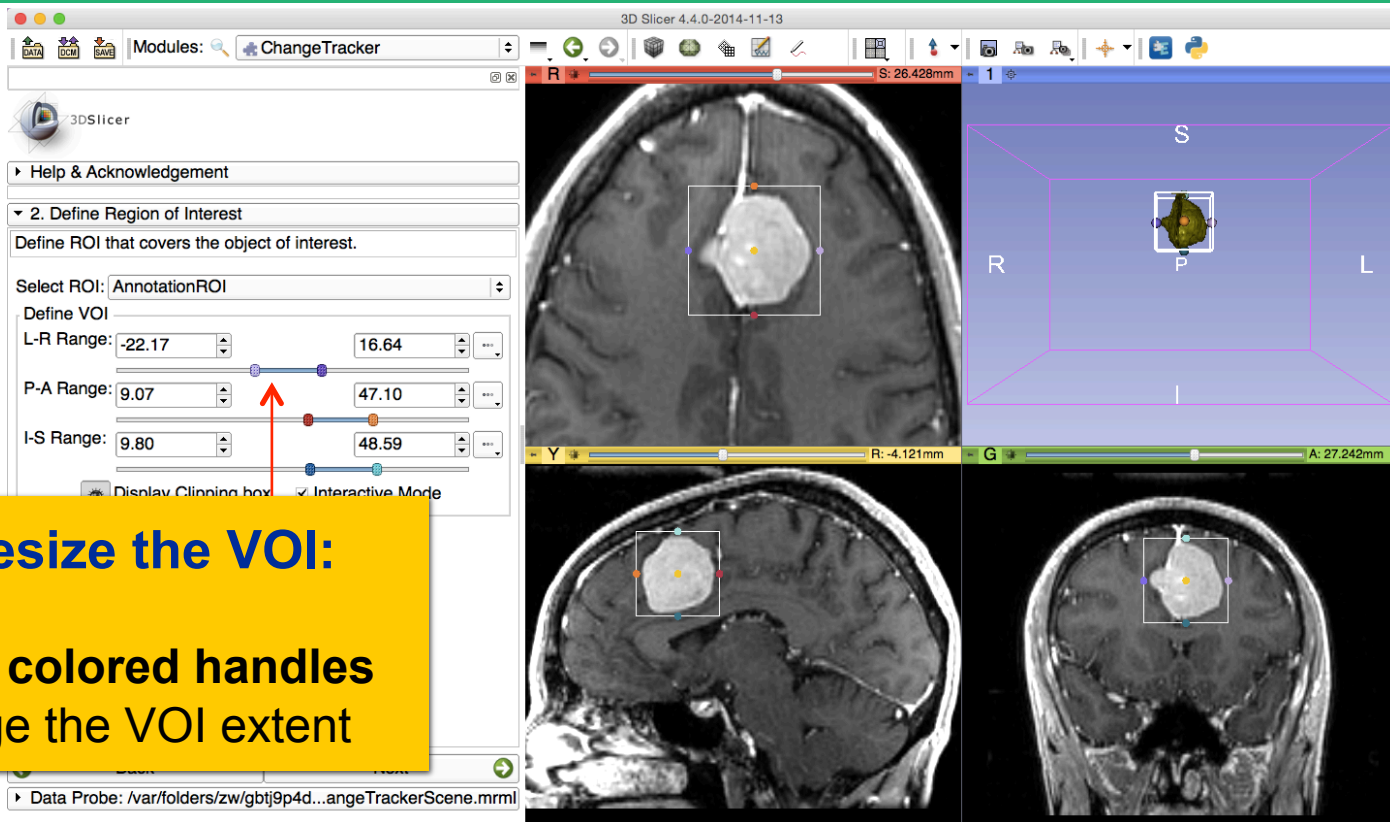 3D Slicer 4.4.0-2014-11-13
DATA DCM SAVE Modules: ChangeTracker
3DSlicer
Help & Acknowledgement
2. Define Region of Interest
Define ROI that covers the object of interest.
Select ROI: AnnotationROI
Define VOI
L-R Range: -22.17 16.64
P-A Range: 9.07 47.10
I-S Range: 9.80 48.59
Display Clipping box Interactive Mode
esize the VOI:
colored handles
ge the VOI extent
Data Probe: /var/folders/zw/gbtj9p4d...angeTrackerScene.mrml
R S: 26.428mm
1
S
R P L
I
Y R: -4.121mm
G A: 27.242mm